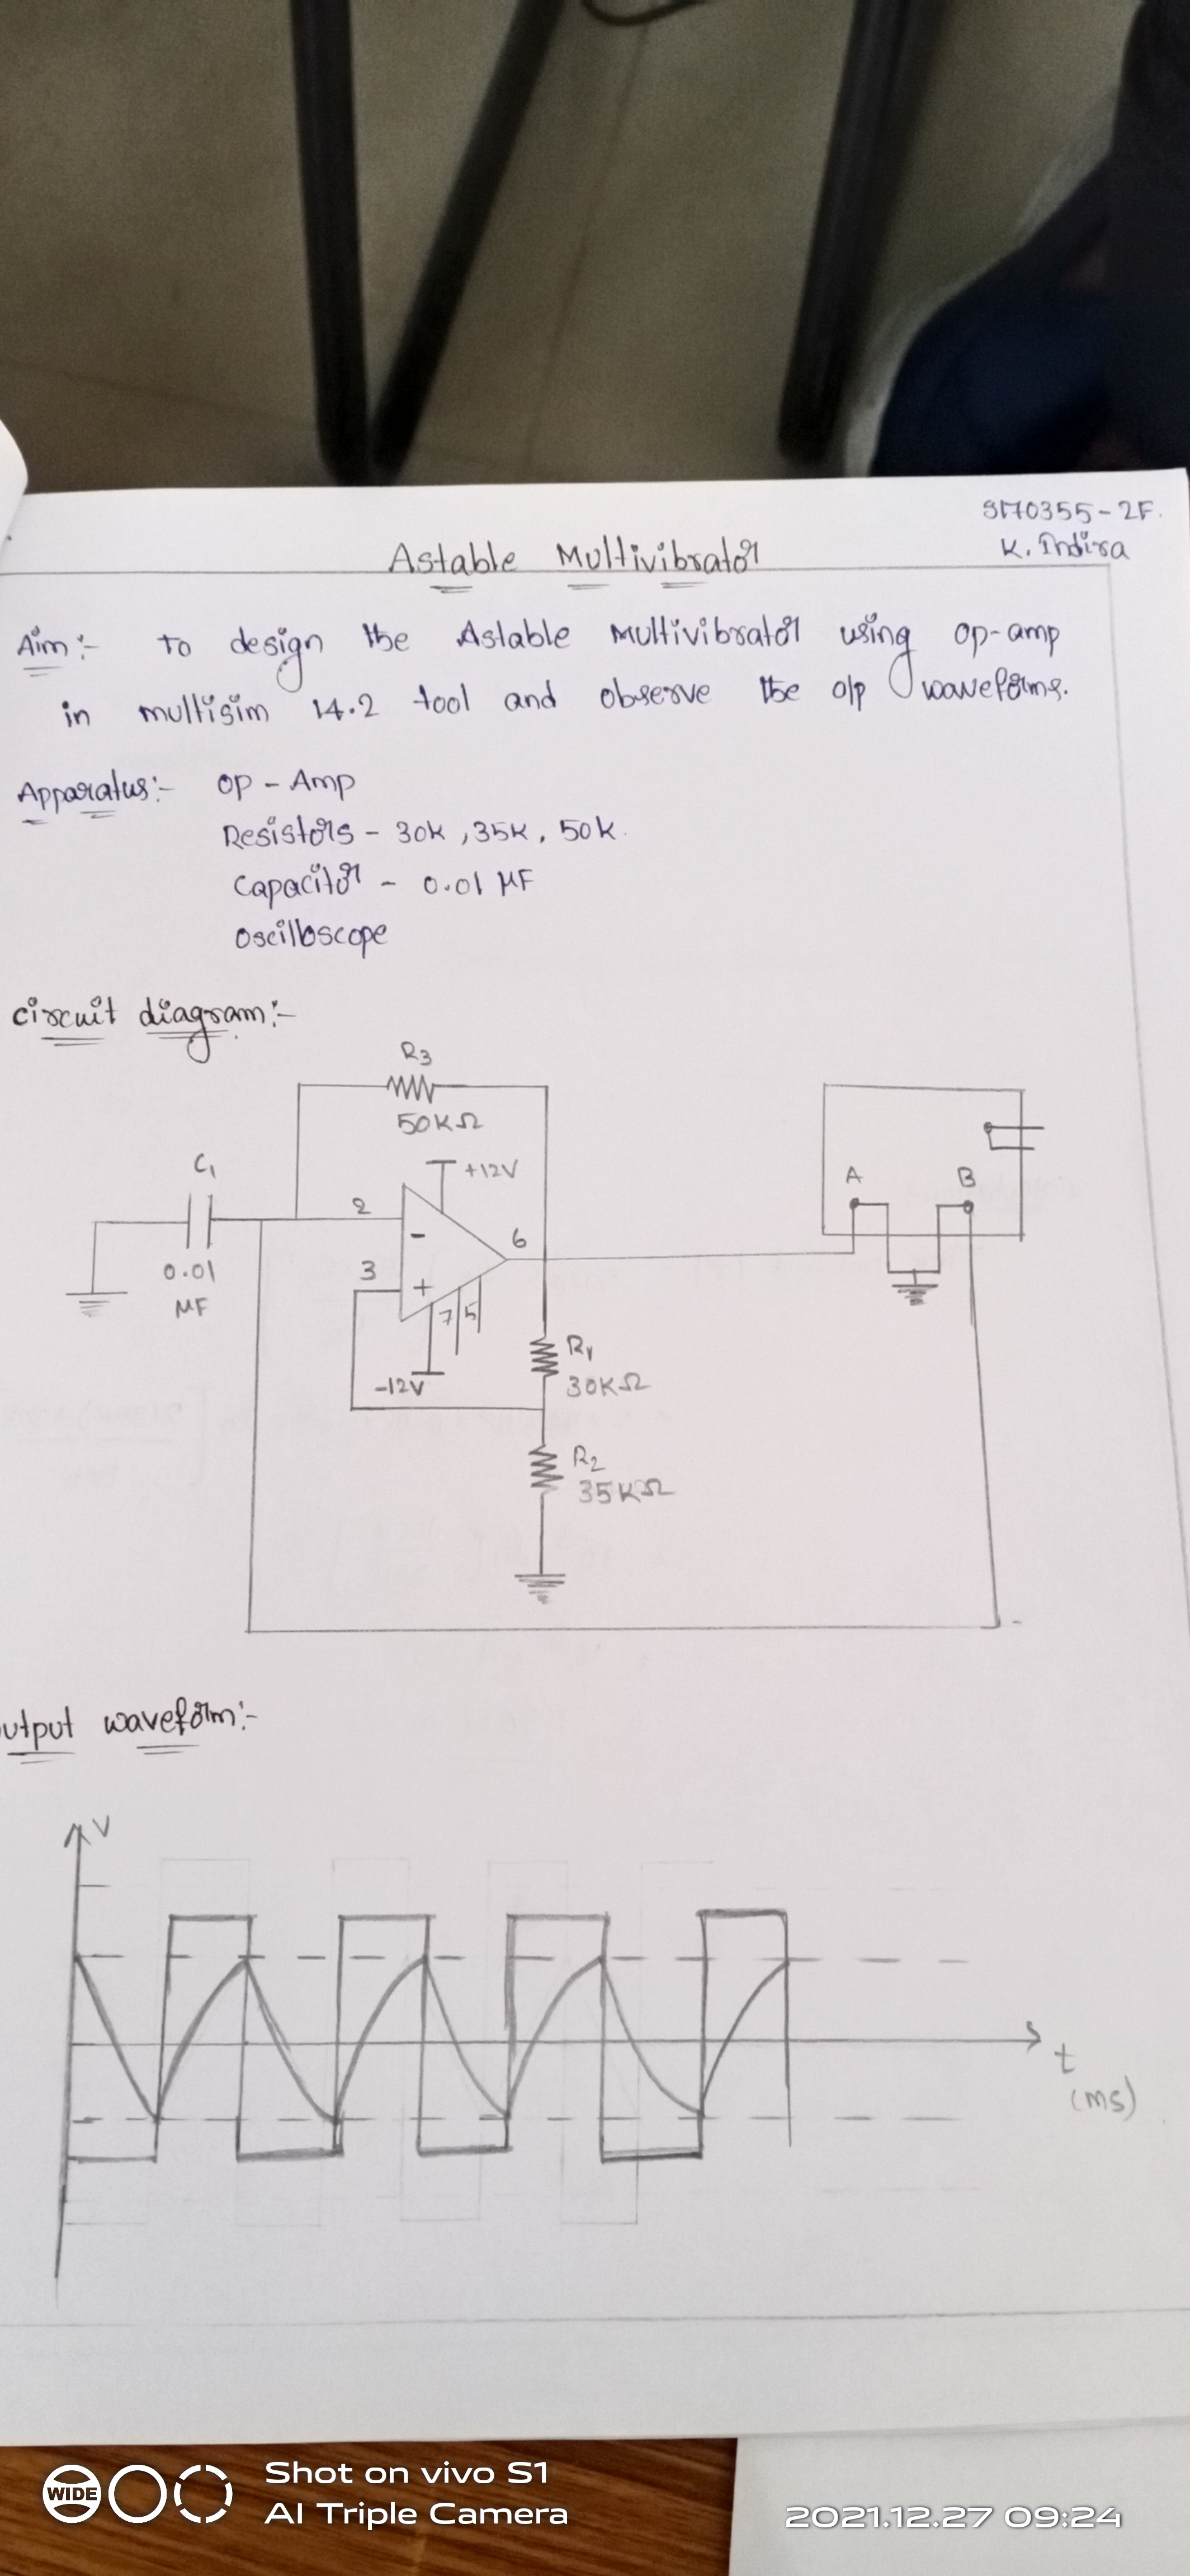 9170355-2F.
K. Indira
Astable Multivibrator
Aim:- To design the Astable Multivibrator using Op-amp
in multisim 14.2 tool and observe the o/p waveforms.
Apparatus:- Op-Amp
Resistors - 30k, 35k, 50k.
Capacitor - 0.01 μF
Oscilloscope
circuit diagram:-
R3
50KΩ
C1
0.01
μF
+12V
2
-
3
+
6
7 5
-12V
R1
30KΩ
R2
35KΩ
A
B
utput waveform:-
V
t
(ms)
WIDE
Shot on vivo S1
AI Triple Camera
2021.12.27 09:24